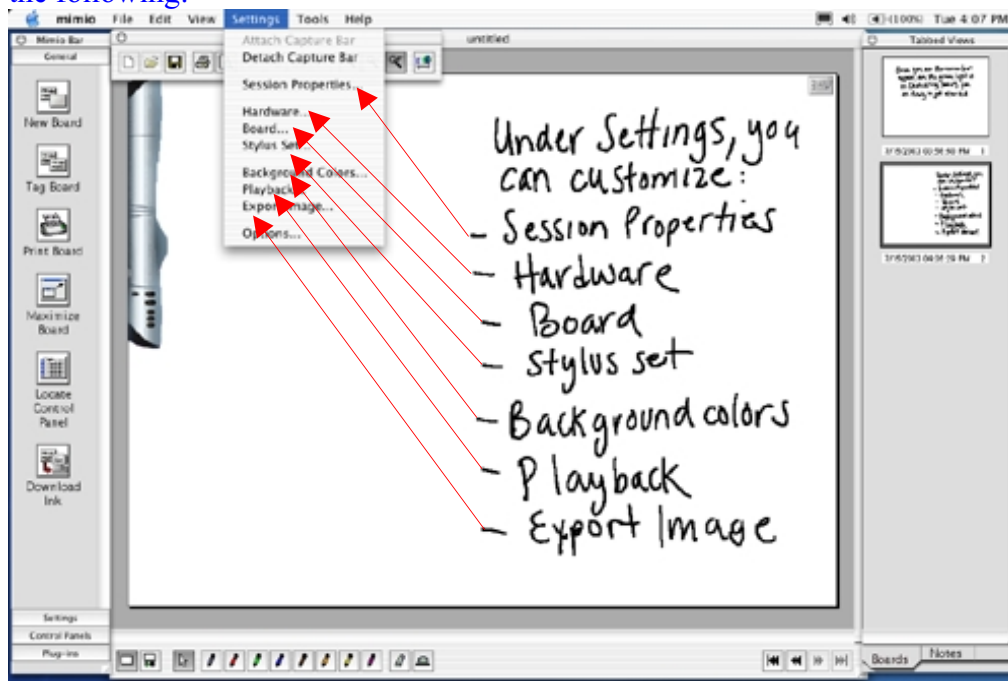 the following:
mimio File Edit View Settings Tools Help
(100%) Tue 4:07 PM
Mimio Bar
untitled
Tabbed Views
General
New Board
Tag Board
Print Board
Maximize
Board
Locate
Control
Panel
Download
Ink
Settings
Control Panels
Plug-ins
Attach Capture Bar
Detach Capture Bar
Session Properties...
Hardware...
Board...
Stylus Set...
Background Colors...
Playback
Export Image...
Options...
Under Settings, you
can customize:
- Session Properties
- Hardware
- Board
- Stylus set
- Background colors
- Playback
- Export Image
Boards Notes